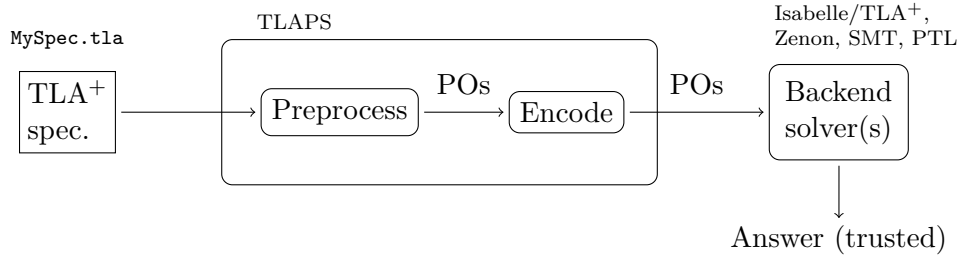 TLAPS
Isabelle/TLA⁺,
Zenon, SMT, PTL
MySpec.tla
TLA⁺
spec.
Preprocess
POs
Encode
POs
Backend
solver(s)
Answer (trusted)